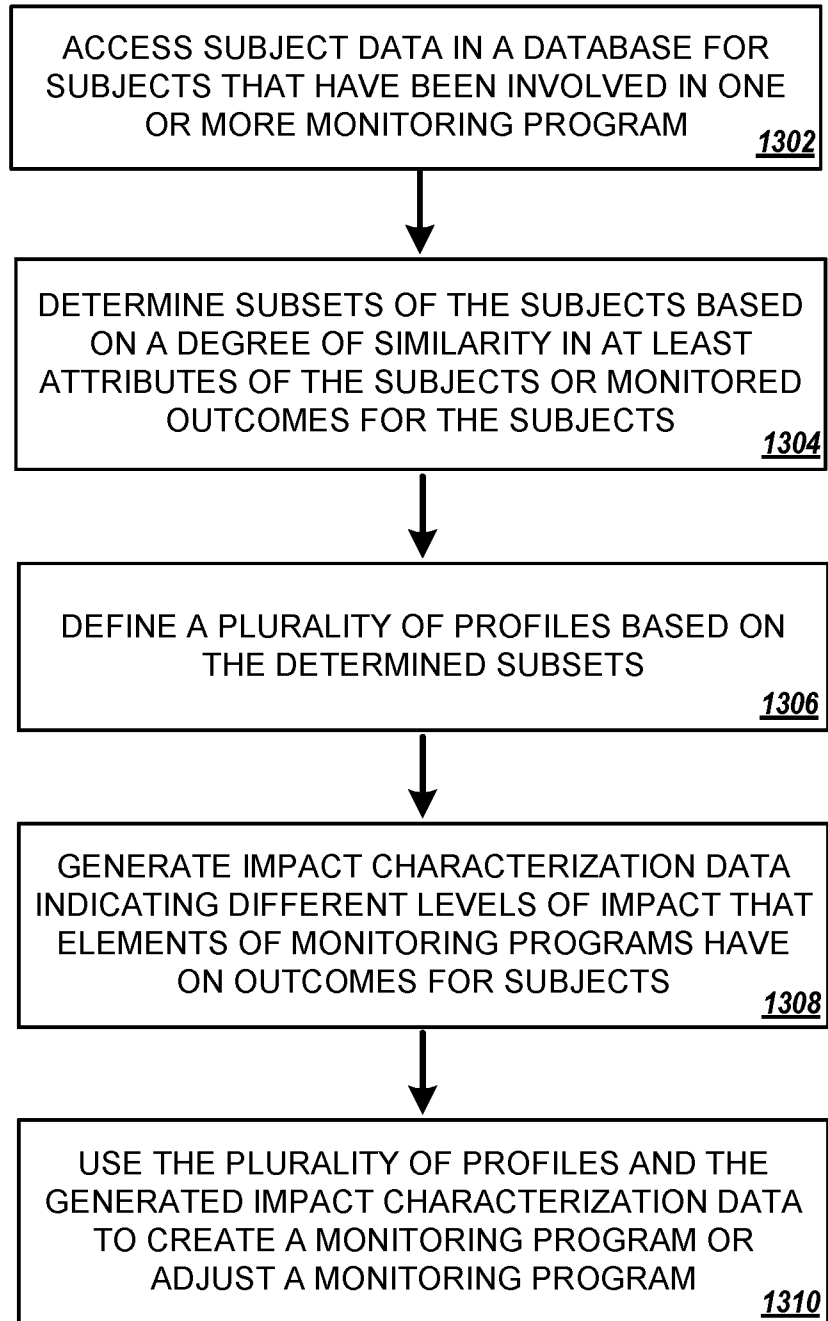 ACCESS SUBJECT DATA IN A DATABASE FOR
SUBJECTS THAT HAVE BEEN INVOLVED IN ONE
OR MORE MONITORING PROGRAM
1302
DETERMINE SUBSETS OF THE SUBJECTS BASED
ON A DEGREE OF SIMILARITY IN AT LEAST
ATTRIBUTES OF THE SUBJECTS OR MONITORED
OUTCOMES FOR THE SUBJECTS
1304
DEFINE A PLURALITY OF PROFILES BASED ON
THE DETERMINED SUBSETS
1306
GENERATE IMPACT CHARACTERIZATION DATA
INDICATING DIFFERENT LEVELS OF IMPACT THAT
ELEMENTS OF MONITORING PROGRAMS HAVE
ON OUTCOMES FOR SUBJECTS
1308
USE THE PLURALITY OF PROFILES AND THE
GENERATED IMPACT CHARACTERIZATION DATA
TO CREATE A MONITORING PROGRAM OR
ADJUST A MONITORING PROGRAM
1310